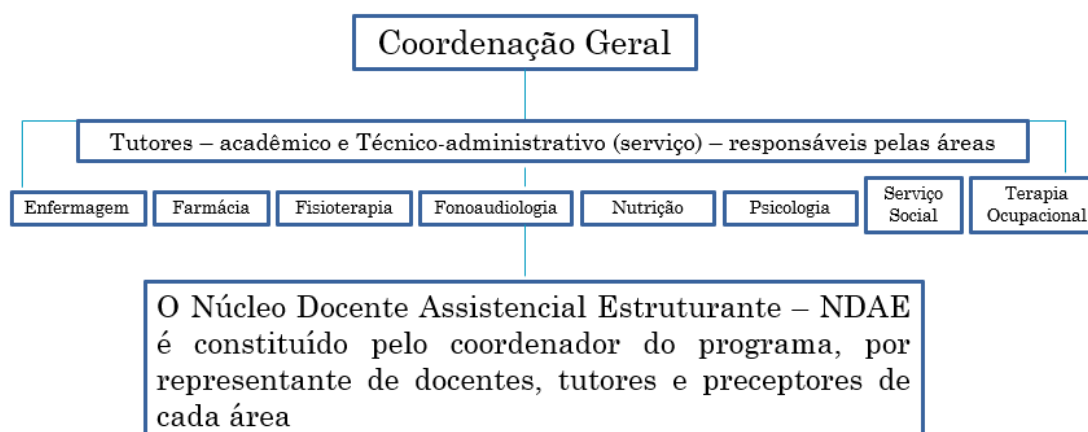 Coordenação Geral
Tutores – acadêmico e Técnico-administrativo (serviço) – responsáveis pelas áreas
Enfermagem
Farmácia
Fisioterapia
Fonoaudiologia
Nutrição
Psicologia
Serviço
Social
Terapia
Ocupacional
O Núcleo Docente Assistencial Estruturante – NDAE
é constituído pelo coordenador do programa, por
representante de docentes, tutores e preceptores de
cada área